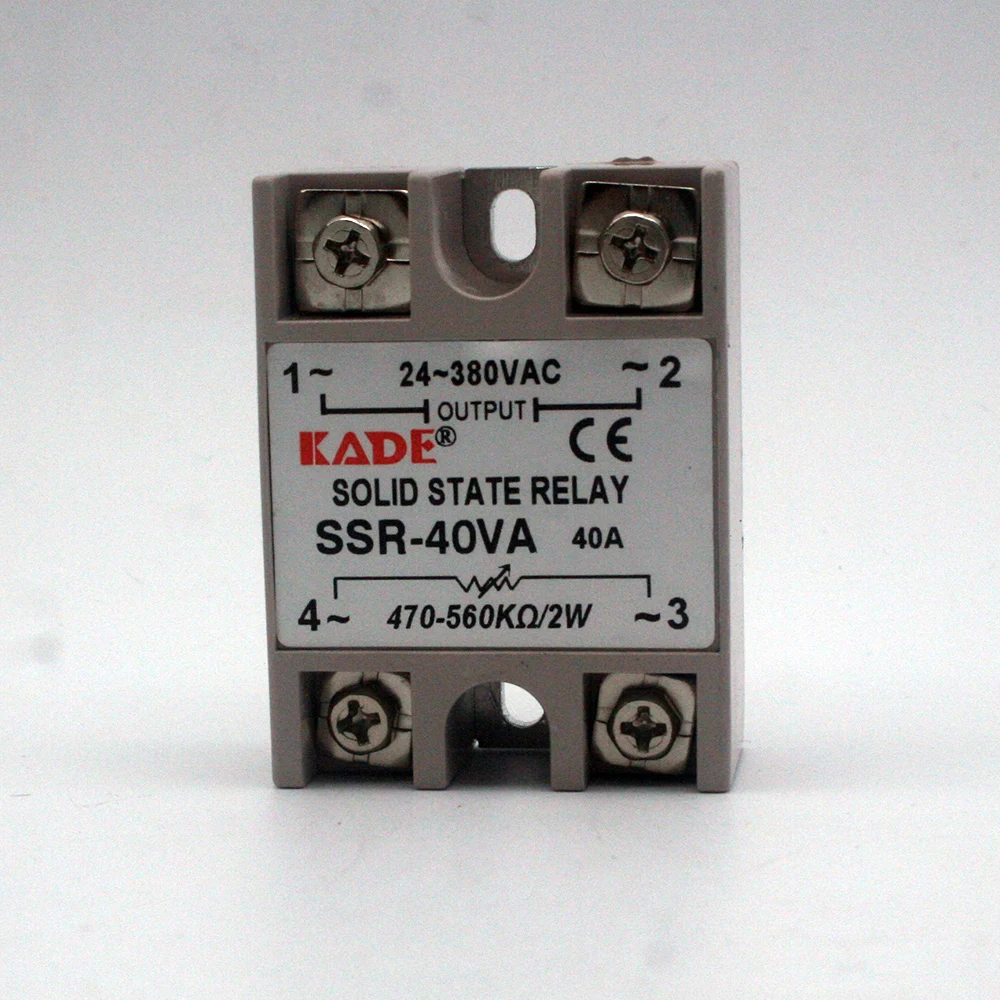 1~ 24~380VAC ~2
OUTPUT
KADE® CE
SOLID STATE RELAY
SSR-40VA 40A
4~ 470-560KΩ/2W ~3